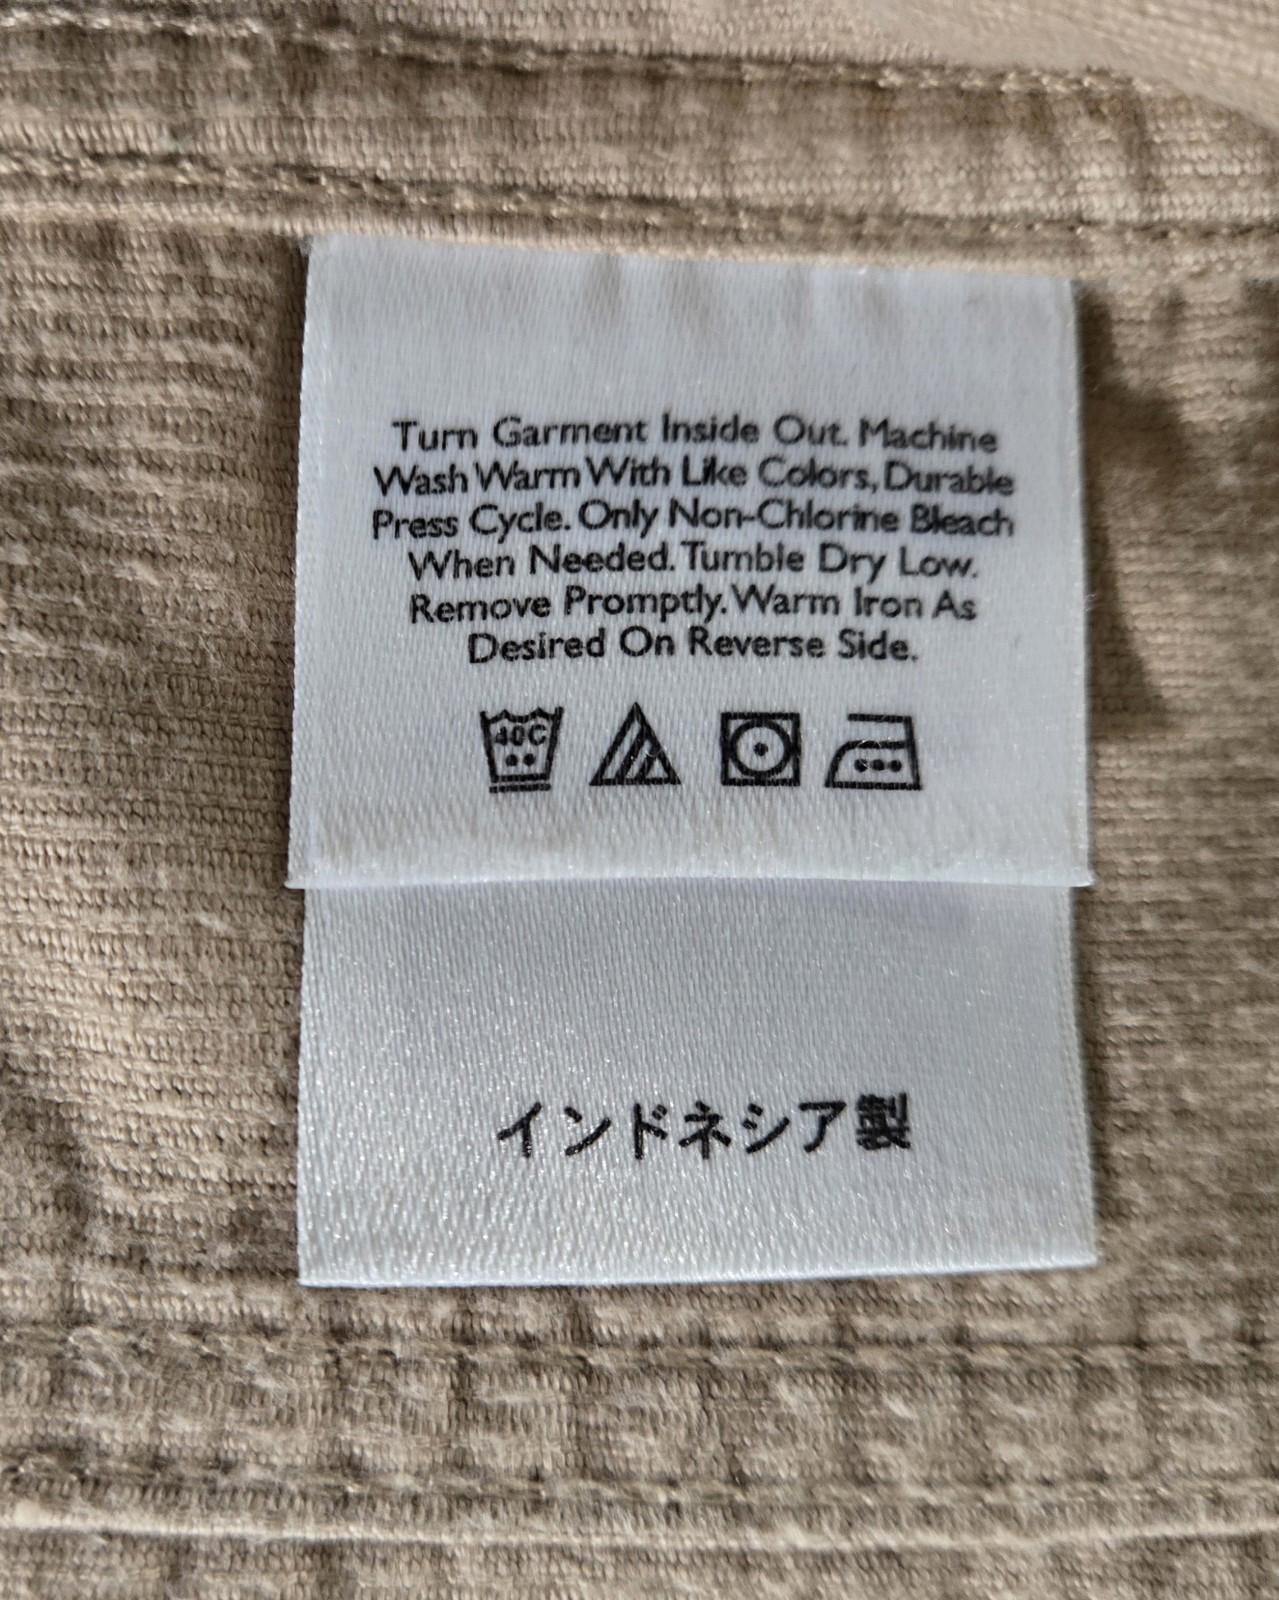 Turn Garment Inside Out. Machine
Wash Warm With Like Colors, Durable
Press Cycle. Only Non-Chlorine Bleach
When Needed. Tumble Dry Low.
Remove Promptly. Warm Iron As
Desired On Reverse Side.
40C
インドネシア製